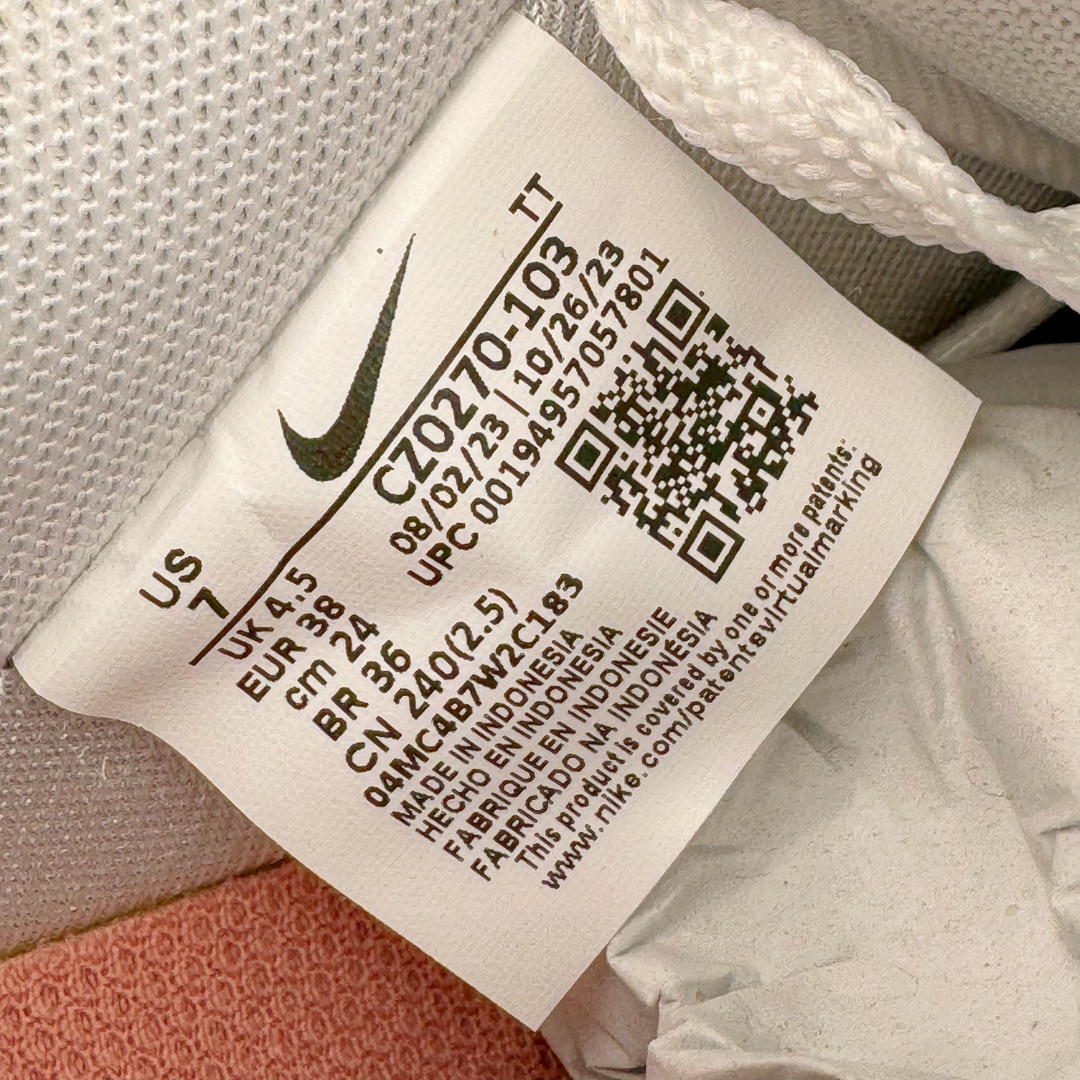 TT
US
7
CZ0270-103
08/02/23 | 10/26/23
UPC 00194957057801
UK 4.5
EUR 38
cm 24
BR 36
CN 240(2.5)
04MC4B7W2C183
MADE IN INDONESIA
HECHO EN INDONESIA
FABRIQUE EN INDONESIE
FABRICADO NA INDONÉSIA
This product is covered by one or more patents."
www.nike.com/patentsvirtualmarking